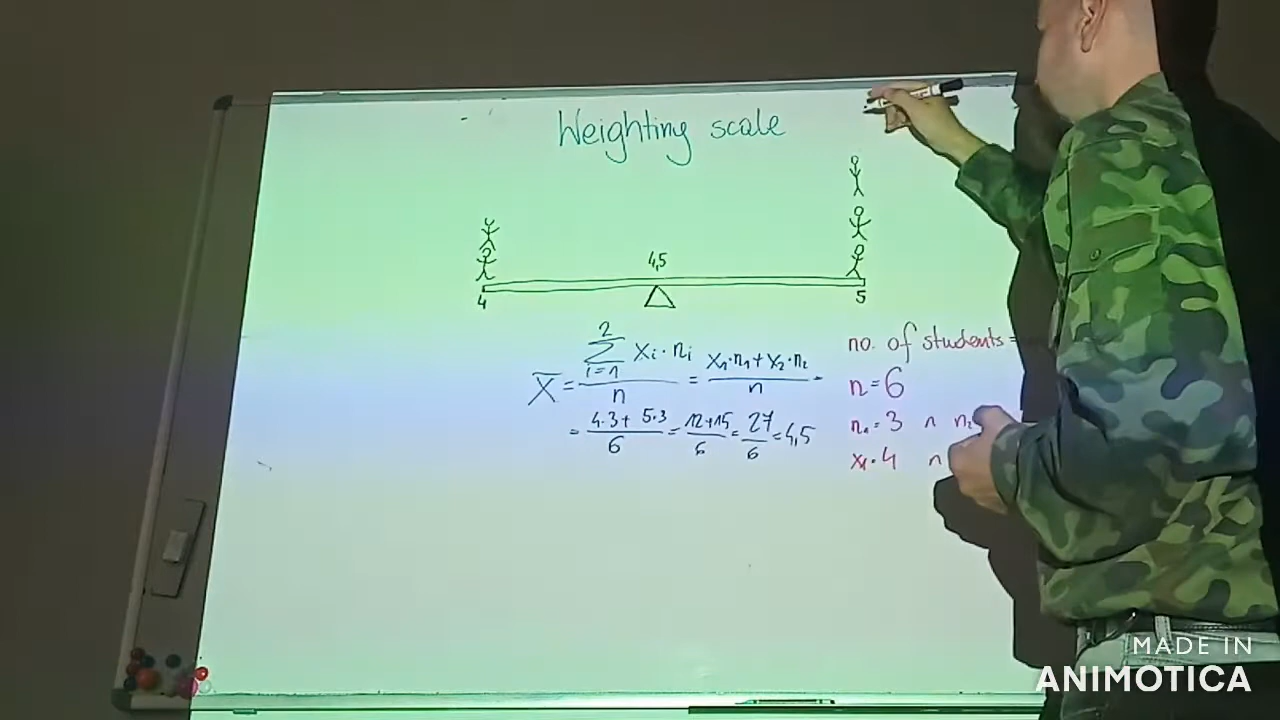 Weighting scale
4,5
4
5
2
∑ xi·ni
i=1
x̄ = n = x1·n1+x2·n2 / n =
= 4·3+5·3 / 6 = 12+15 / 6 = 27 / 6 = 4,5
no. of students =
n=6
n1=3 ∧ n2
x1=4 ∧
MADE IN
ANIMOTICA